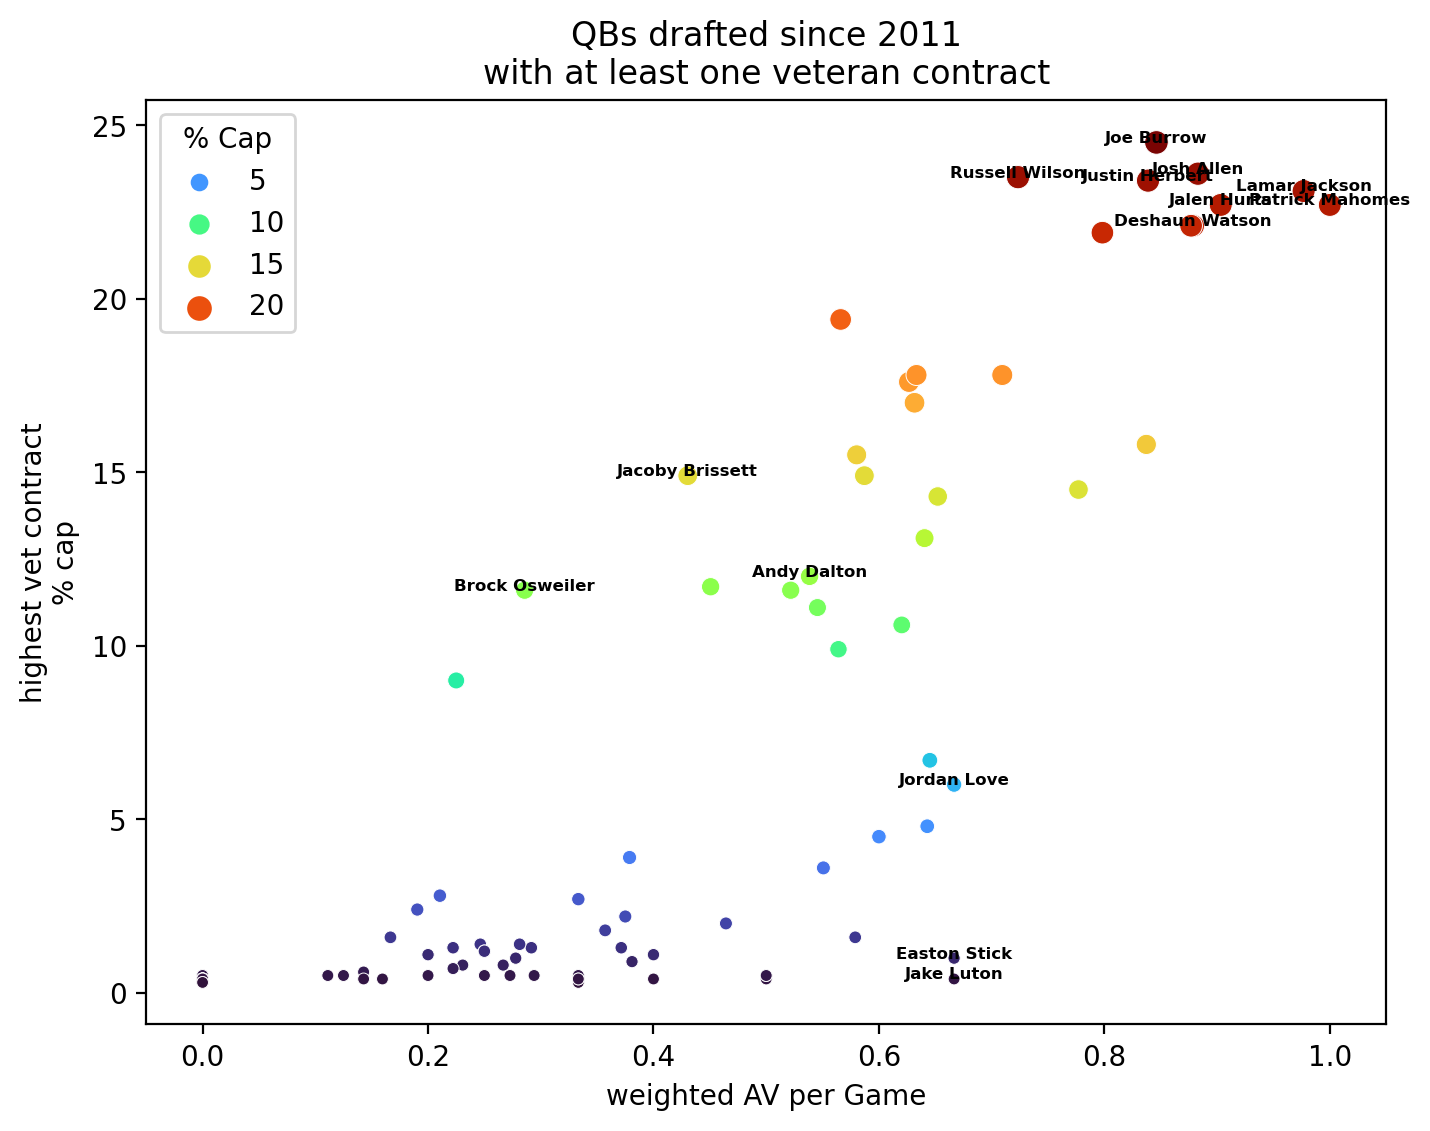 QBs drafted since 2011
with at least one veteran contract
% Cap
5
10
15
20
25
20
15
10
5
0
highest vet contract
% cap
Joe Burrow
Russell Wilson
Josh Allen
Justin Herbert
Lamar Jackson
Jalen Hurts
Patrick Mahomes
Deshaun Watson
Jacoby Brissett
Andy Dalton
Brock Osweiler
Jordan Love
Easton Stick
Jake Luton
0.0
0.2
0.4
0.6
0.8
1.0
weighted AV per Game